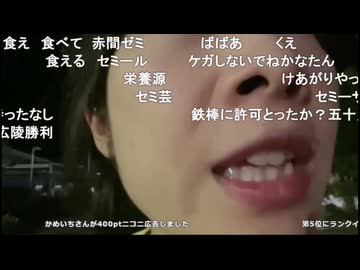 食え 食べて 赤間ゼミ ばばあ くえ
食える セミール ケガしないでねかなたん
栄養源 けあがりやっ
セミ芸 セミーサ
ったなし 鉄棒に許可とったか？五十
広陵勝利
かめいちさんが400ptニコニ広告しました 第5位にランクイ